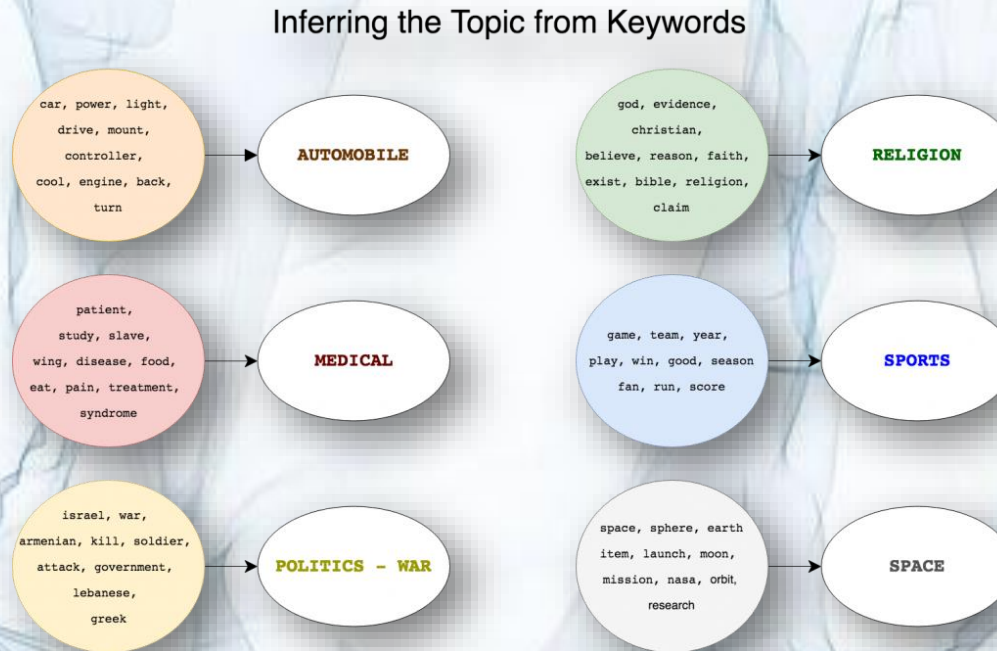 Inferring the Topic from Keywords
car, power, light,
drive, mount,
controller,
cool, engine, back,
turn
AUTOMOBILE
god, evidence,
christian,
believe, reason, faith,
exist, bible, religion,
claim
RELIGION
patient,
study, slave,
wing, disease, food,
eat, pain, treatment,
syndrome
MEDICAL
game, team, year,
play, win, good, season
fan, run, score
SPORTS
israel, war,
armenian, kill, soldier,
attack, government,
lebanese,
greek
POLITICS - WAR
space, sphere, earth
item, launch, moon,
mission, nasa, orbit,
research
SPACE